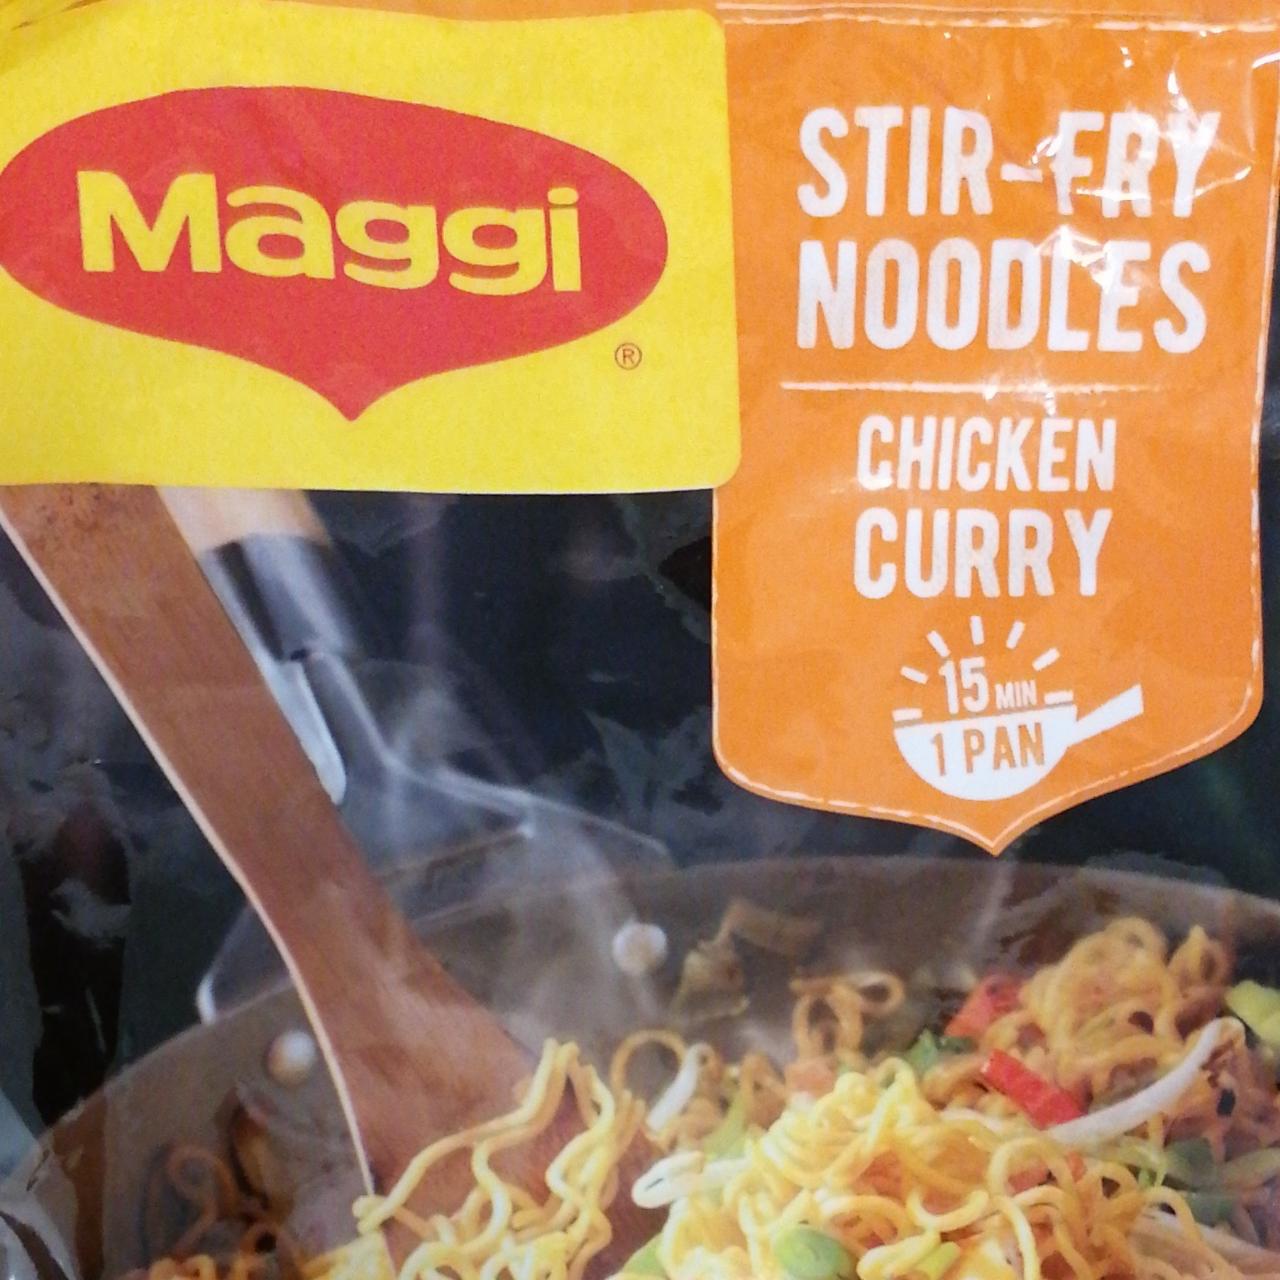 Maggi
®
STIR-FRY
NOODLES
CHICKEN
CURRY
15 MIN
1 PAN